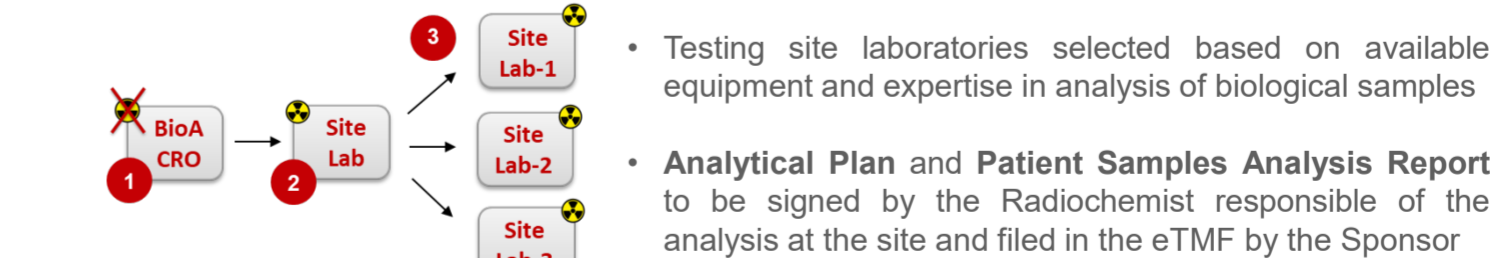 BioA
CRO
1
Site
Lab
2
3
Site
Lab-1
Site
Lab-2
Site
Lab-3
• Testing site laboratories selected based on available
equipment and expertise in analysis of biological samples
• Analytical Plan and Patient Samples Analysis Report
to be signed by the Radiochemist responsible of the
analysis at the site and filed in the eTMF by the Sponsor